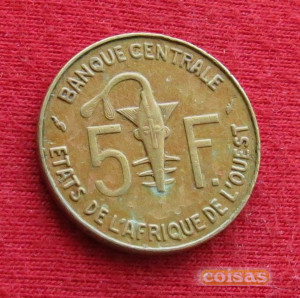 BANQUE CENTRALE
5 F.
ETATS DE L'AFRIQUE DE L'OUEST
coisas